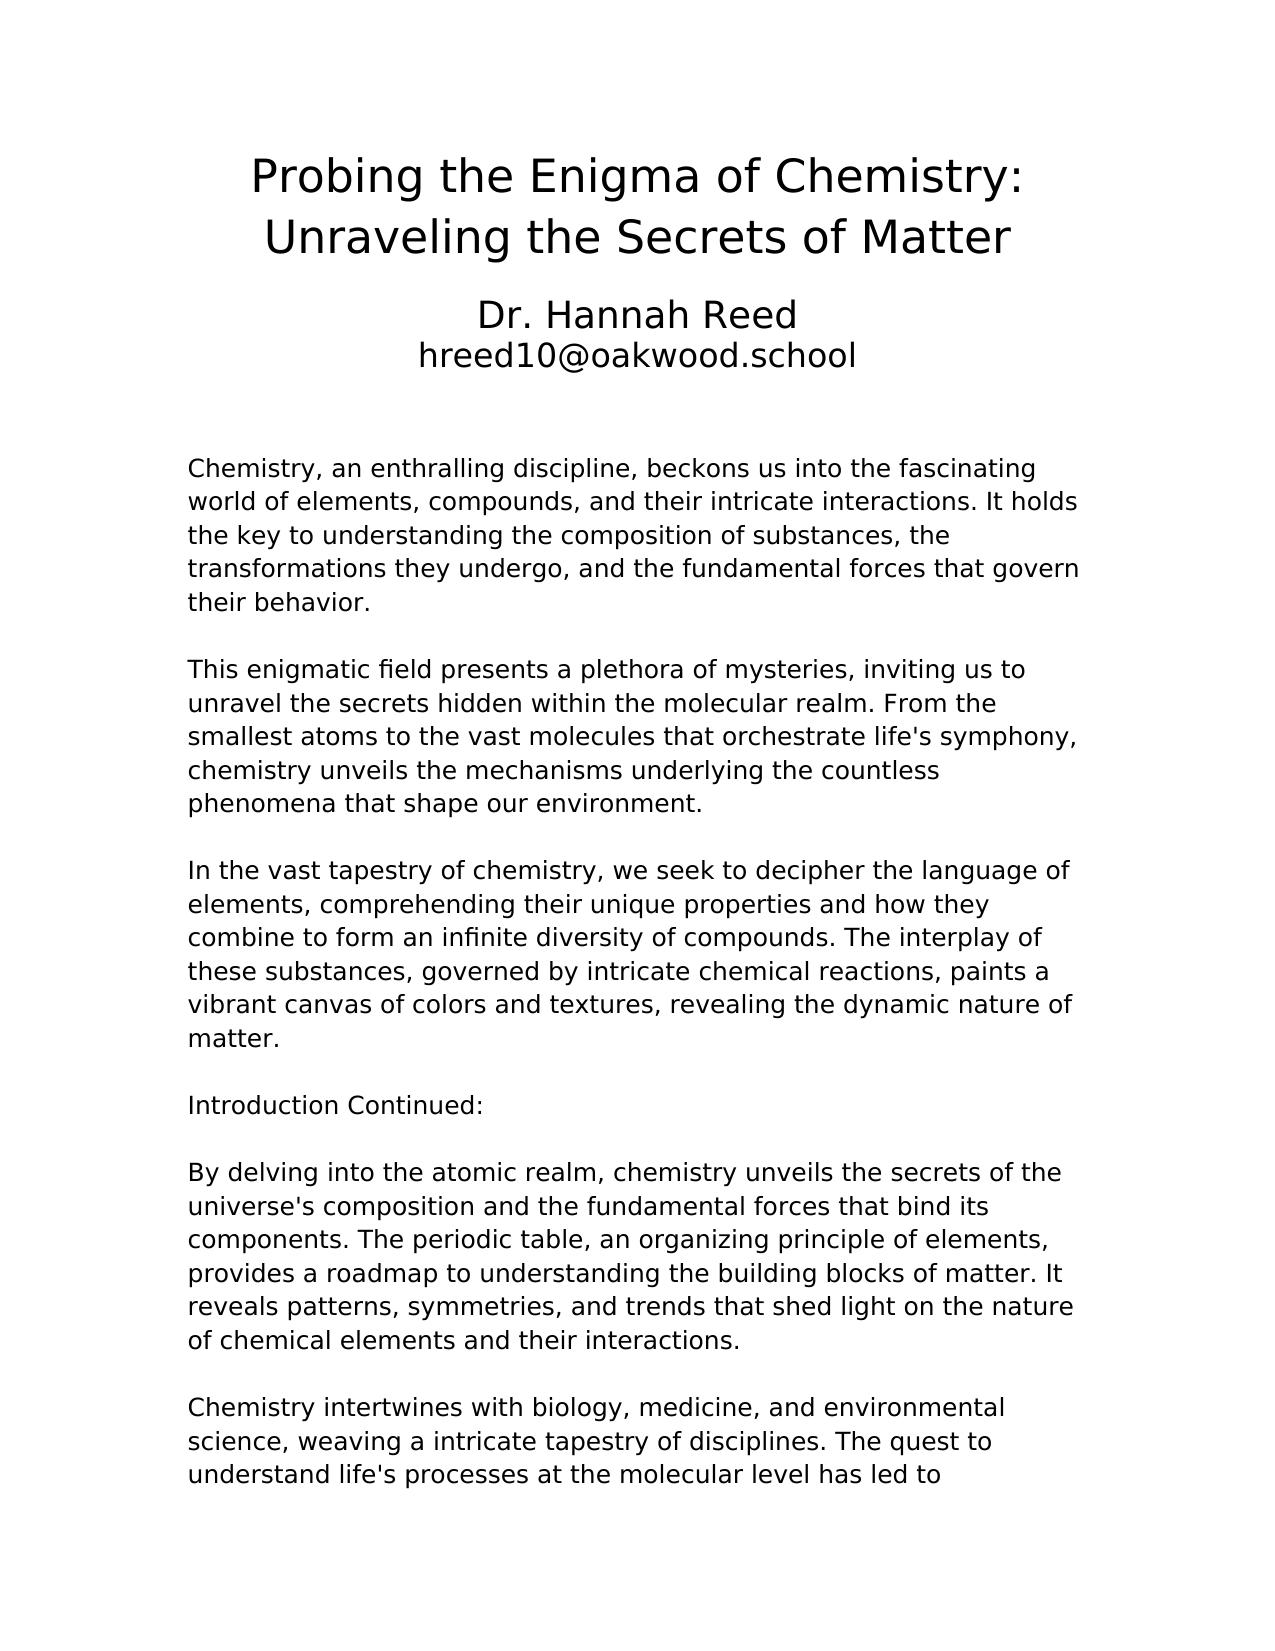 Probing the Enigma of Chemistry:
Unraveling the Secrets of Matter
Dr. Hannah Reed
hreed10@oakwood.school
Chemistry, an enthralling discipline, beckons us into the fascinating
world of elements, compounds, and their intricate interactions. It holds
the key to understanding the composition of substances, the
transformations they undergo, and the fundamental forces that govern
their behavior.
This enigmatic field presents a plethora of mysteries, inviting us to
unravel the secrets hidden within the molecular realm. From the
smallest atoms to the vast molecules that orchestrate life's symphony,
chemistry unveils the mechanisms underlying the countless
phenomena that shape our environment.
In the vast tapestry of chemistry, we seek to decipher the language of
elements, comprehending their unique properties and how they
combine to form an infinite diversity of compounds. The interplay of
these substances, governed by intricate chemical reactions, paints a
vibrant canvas of colors and textures, revealing the dynamic nature of
matter.
Introduction Continued:
By delving into the atomic realm, chemistry unveils the secrets of the
universe's composition and the fundamental forces that bind its
components. The periodic table, an organizing principle of elements,
provides a roadmap to understanding the building blocks of matter. It
reveals patterns, symmetries, and trends that shed light on the nature
of chemical elements and their interactions.
Chemistry intertwines with biology, medicine, and environmental
science, weaving a intricate tapestry of disciplines. The quest to
understand life's processes at the molecular level has led to